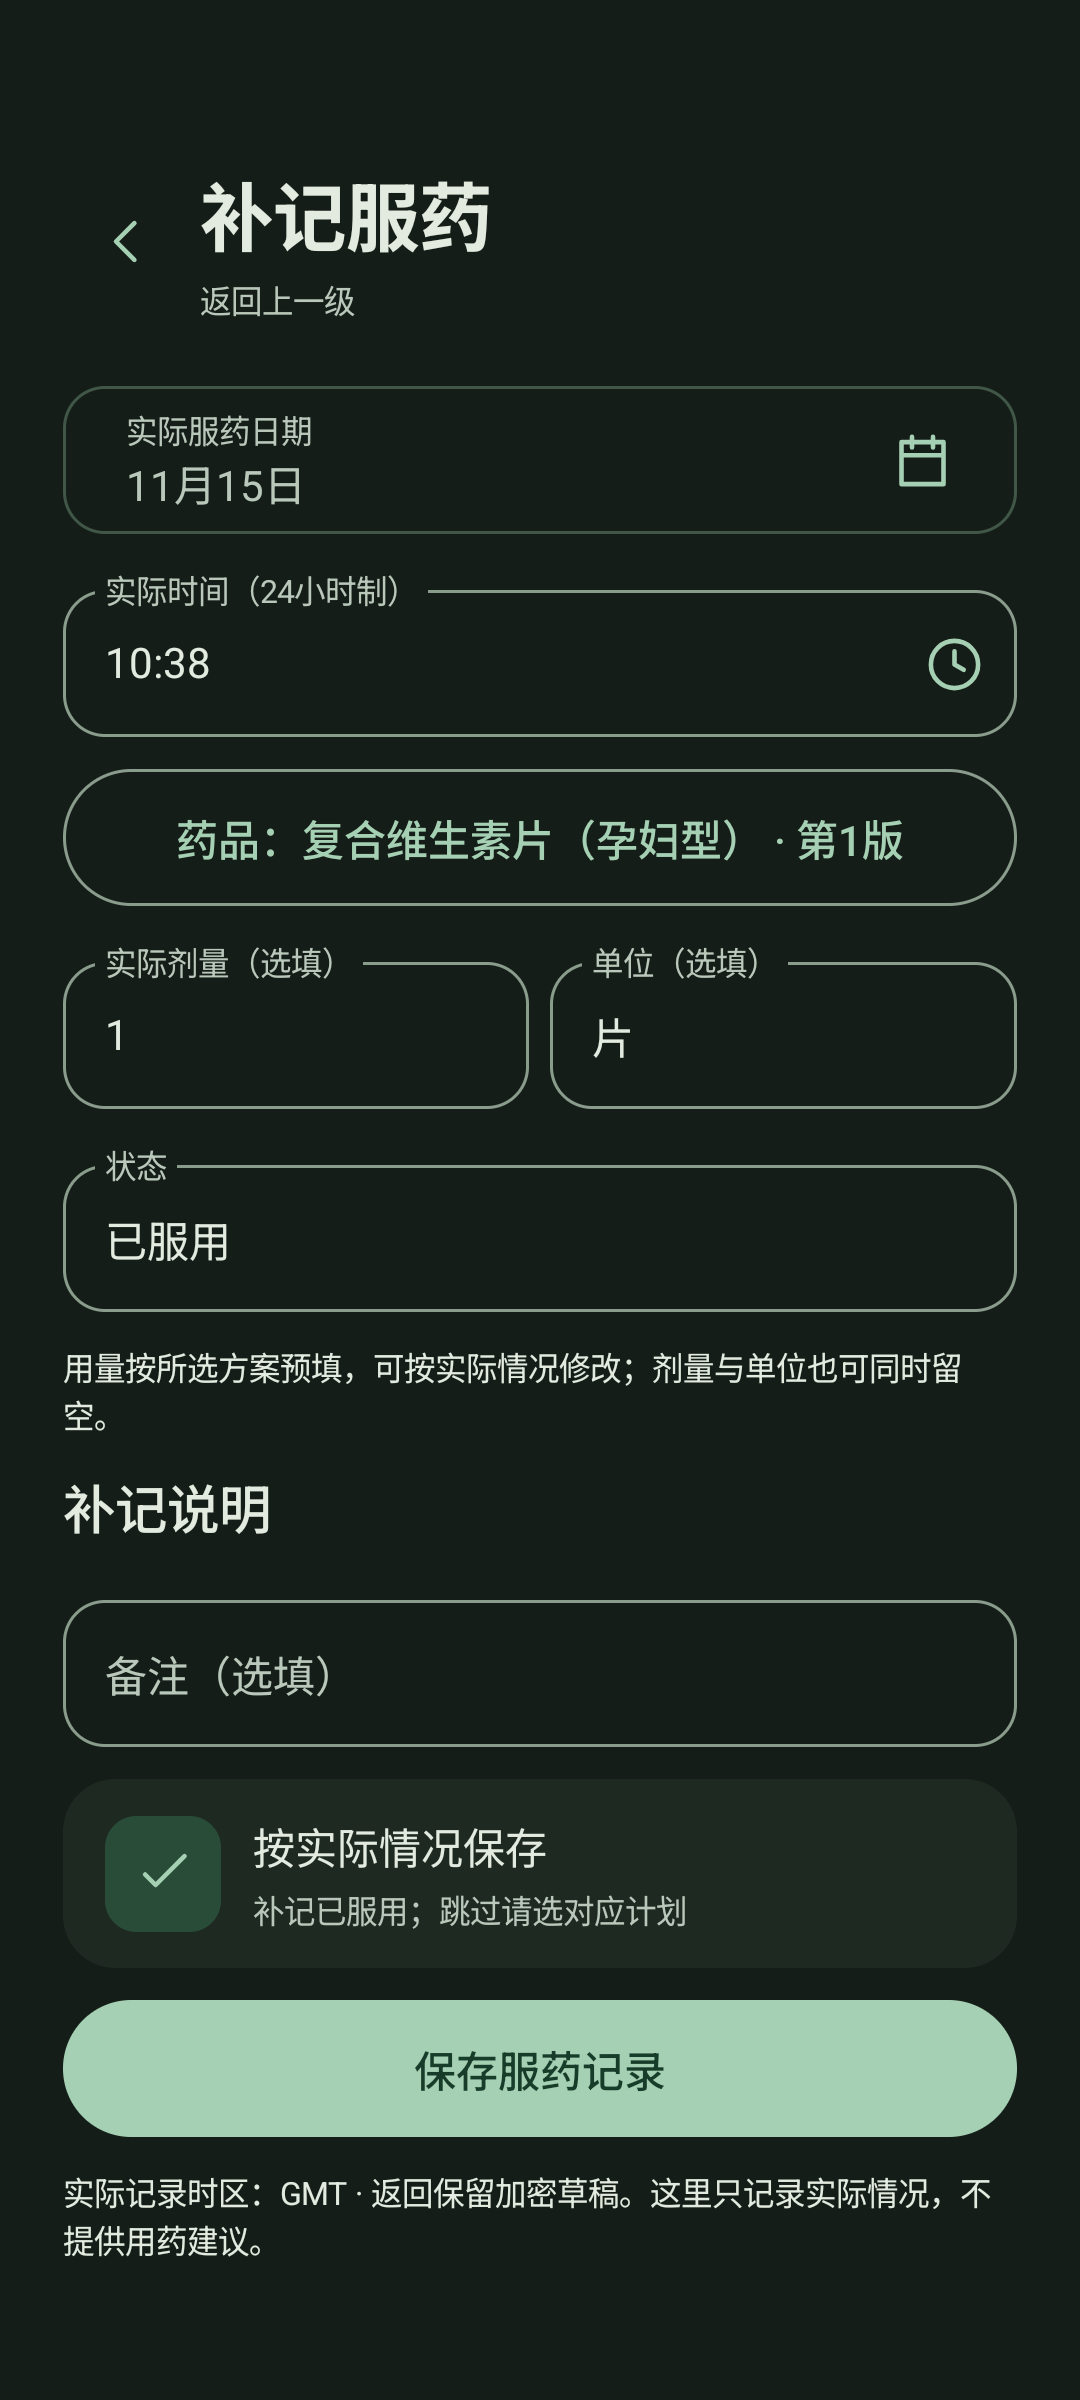 补记服药
返回上一级
实际服药日期
11月15日
实际时间（24小时制）
10:38
药品：复合维生素片（孕妇型） · 第1版
实际剂量（选填）
1
单位（选填）
片
状态
已服用
用量按所选方案预填，可按实际情况修改；剂量与单位也可同时留
空。
补记说明
备注（选填）
按实际情况保存
补记已服用；跳过请选对应计划
保存服药记录
实际记录时区：GMT · 返回保留加密草稿。这里只记录实际情况，不
提供用药建议。